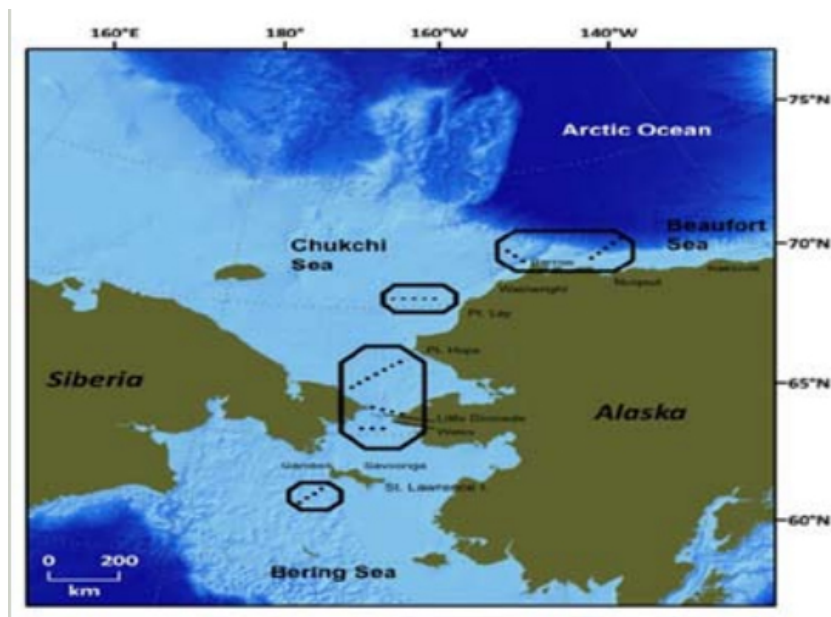 160°E 180° 160°W 140°W
75°N
Arctic Ocean
70°N
Beaufort
Sea
Chukchi
Sea
Barrow
Wainwright
Nuiqsut
Kaktovik
Pt. Lay
Pt. Hope
65°N
Siberia
Alaska
Little Diomede
Wales
Gambell
Savoonga
St. Lawrence I.
60°N
0 200
km
Bering Sea